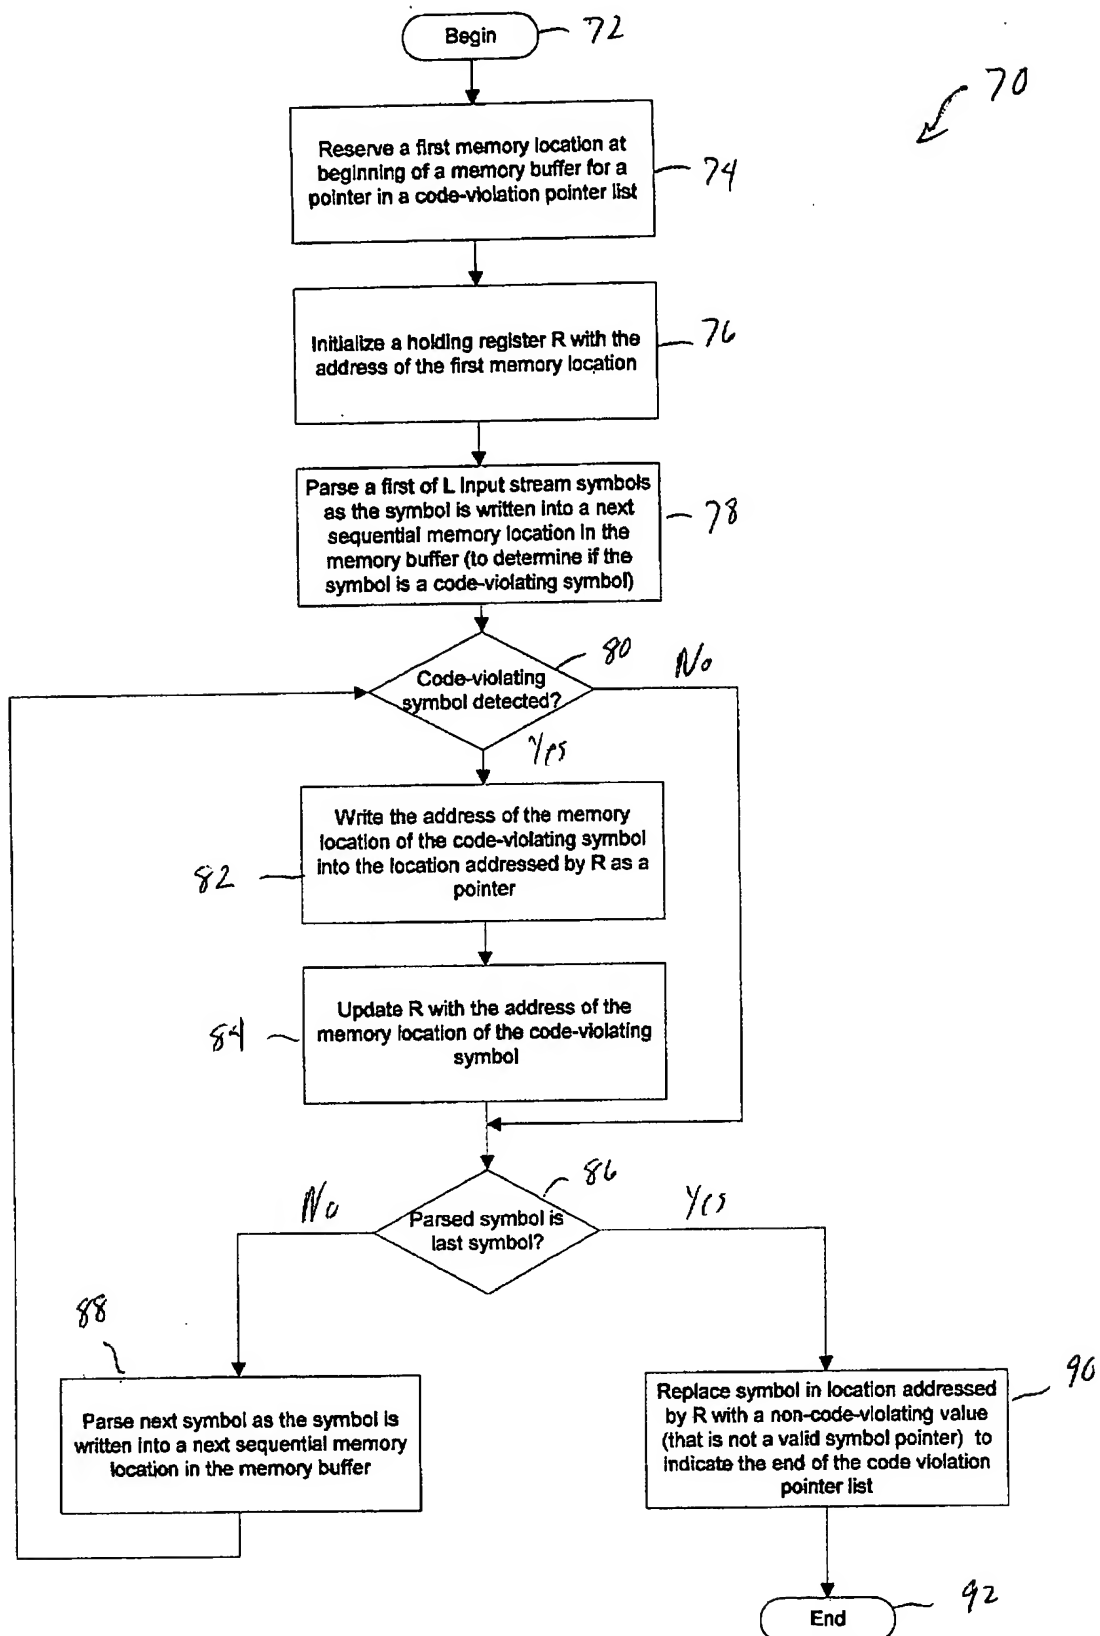 Begin
72
70
Reserve a first memory location at
beginning of a memory buffer for a
pointer in a code-violation pointer list
74
Initialize a holding register R with the
address of the first memory location
76
Parse a first of L input stream symbols
as the symbol is written into a next
sequential memory location in the
memory buffer (to determine if the
symbol is a code-violating symbol)
78
Code-violating
symbol detected?
80
No
Yes
Write the address of the memory
location of the code-violating symbol
into the location addressed by R as a
pointer
82
Update R with the address of the
memory location of the code-violating
symbol
84
Parsed symbol is
last symbol?
86
No
Yes
88
Parse next symbol as the symbol is
written into a next sequential memory
location in the memory buffer
Replace symbol in location addressed
by R with a non-code-violating value
(that is not a valid symbol pointer) to
indicate the end of the code violation
pointer list
90
End
92